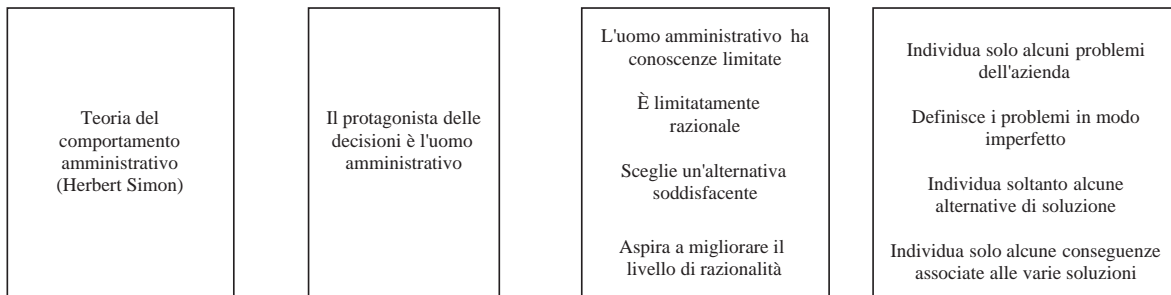 Teoria del
comportamento
amministrativo
(Herbert Simon)
Il protagonista delle
decisioni è l'uomo
amministrativo
L'uomo amministrativo ha
conoscenze limitate
È limitatamente
razionale
Sceglie un'alternativa
soddisfacente
Aspira a migliorare il
livello di razionalità
Individua solo alcuni problemi
dell'azienda
Definisce i problemi in modo
imperfetto
Individua soltanto alcune
alternative di soluzione
Individua solo alcune conseguenze
associate alle varie soluzioni